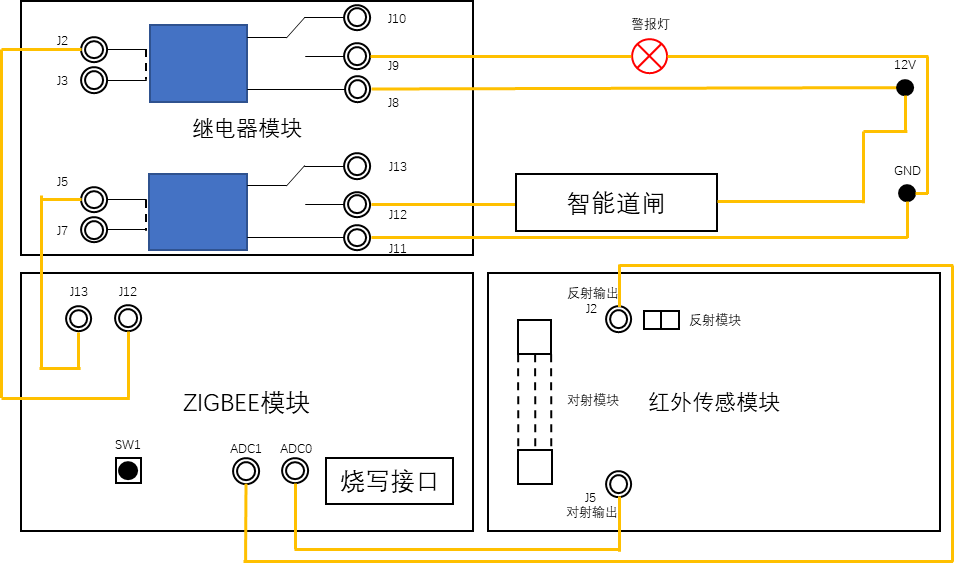 J10
警报灯
J2
J9
12V
J3
J8
继电器模块
J13
GND
J5
智能道闸
J12
J7
J11
J13
J12
反射输出
J2
反射模块
ZIGBEE模块
对射模块
红外传感模块
SW1
ADC1
ADC0
烧写接口
J5
对射输出